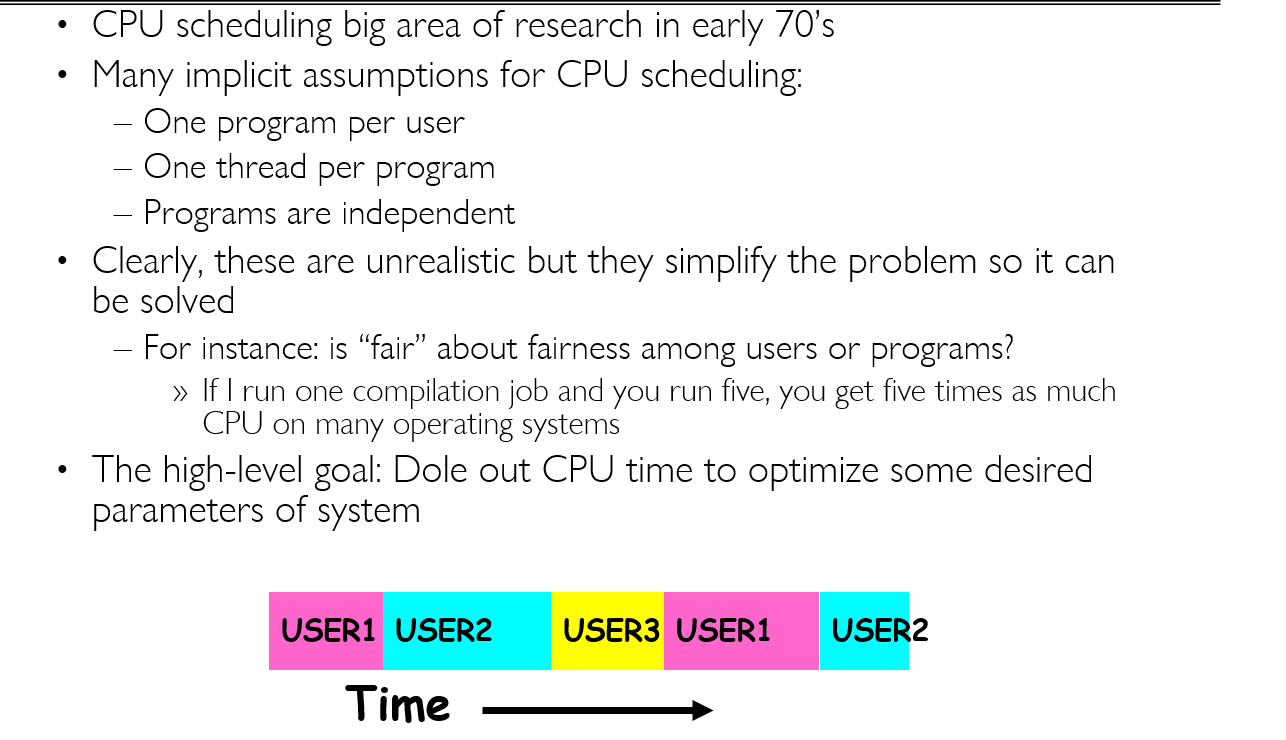 • CPU scheduling big area of research in early 70’s
• Many implicit assumptions for CPU scheduling:
– One program per user
– One thread per program
– Programs are independent
• Clearly, these are unrealistic but they simplify the problem so it can
be solved
– For instance: is “fair” about fairness among users or programs?
» If I run one compilation job and you run five, you get five times as much
CPU on many operating systems
• The high-level goal: Dole out CPU time to optimize some desired
parameters of system
USER1 USER2 USER3 USER1 USER2
Time